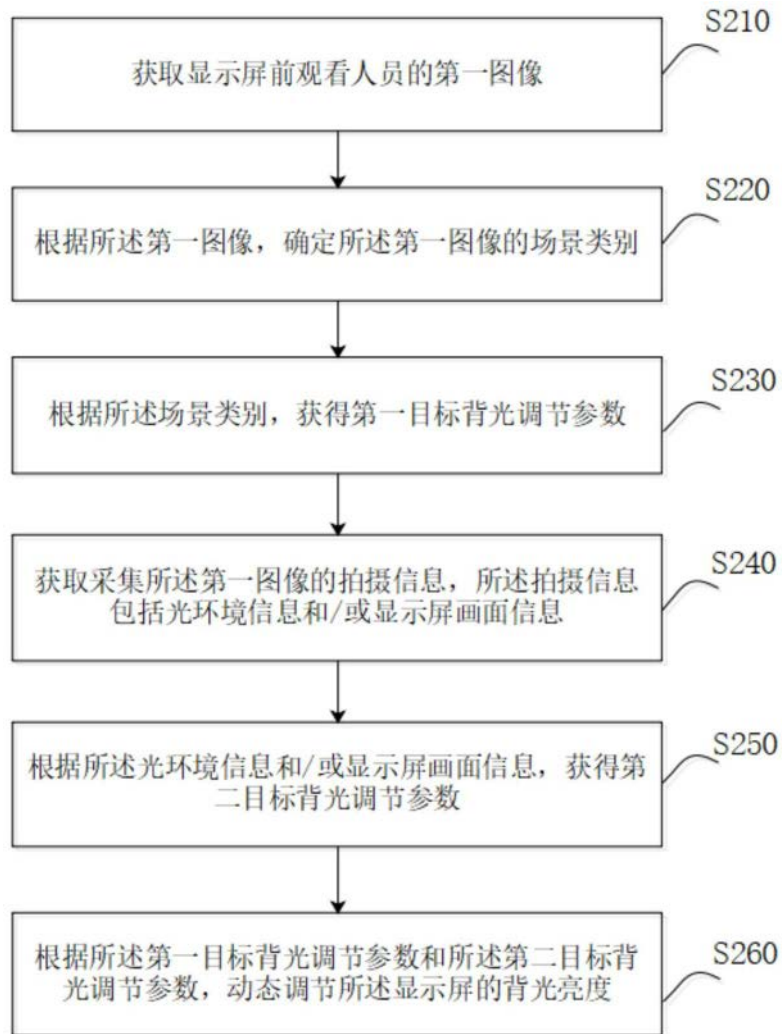 S210
获取显示屏前观看人员的第一图像
S220
根据所述第一图像，确定所述第一图像的场景类别
S230
根据所述场景类别，获得第一目标背光调节参数
S240
获取采集所述第一图像的拍摄信息，所述拍摄信息
包括光环境信息和/或显示屏画面信息
S250
根据所述光环境信息和/或显示屏画面信息，获得第
二目标背光调节参数
S260
根据所述第一目标背光调节参数和所述第二目标背
光调节参数，动态调节所述显示屏的背光亮度